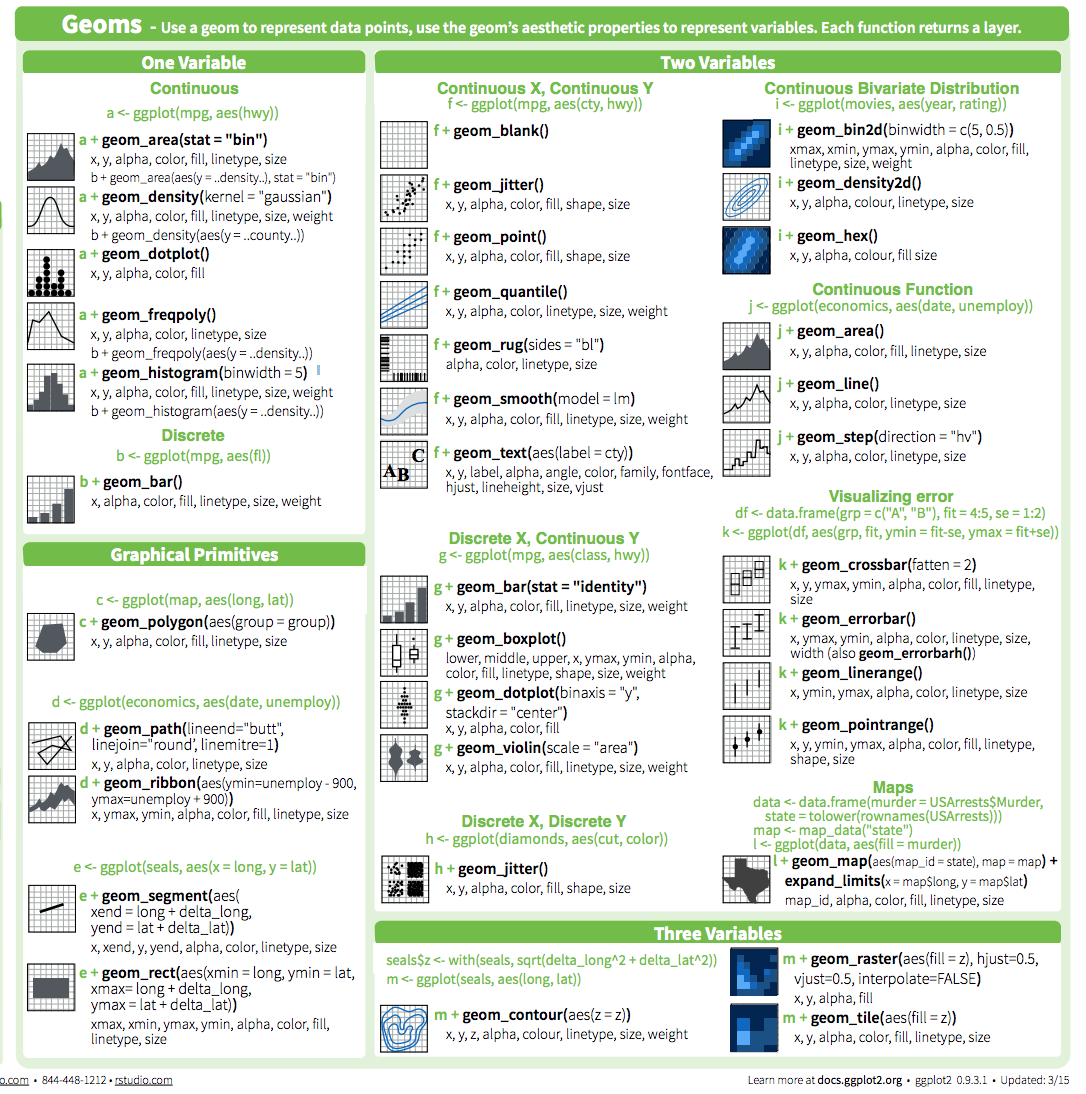 Geoms - Use a geom to represent data points, use the geom's aesthetic properties to represent variables. Each function returns a layer.
One Variable
Continuous
a <- ggplot(mpg, aes(hwy))
a + geom_area(stat = "bin")
x, y, alpha, color, fill, linetype, size
b + geom_area(aes(y = ..density..), stat = "bin")
a + geom_density(kernel = "gaussian")
x, y, alpha, color, fill, linetype, size, weight
b + geom_density(aes(y = ..county..))
a + geom_dotplot()
x, y, alpha, color, fill
a + geom_freqpoly()
x, y, alpha, color, linetype, size
b + geom_freqpoly(aes(y = ..density..))
a + geom_histogram(binwidth = 5)
x, y, alpha, color, fill, linetype, size, weight
b + geom_histogram(aes(y = ..density..))
Discrete
b <- ggplot(mpg, aes(fl))
b + geom_bar()
x, alpha, color, fill, linetype, size, weight
Graphical Primitives
c <- ggplot(map, aes(long, lat))
c + geom_polygon(aes(group = group))
x, y, alpha, color, fill, linetype, size
d <- ggplot(economics, aes(date, unemploy))
d + geom_path(lineend="butt",
linejoin="round', linemitre=1)
x, y, alpha, color, linetype, size
d + geom_ribbon(aes(ymin=unemploy - 900,
ymax=unemploy + 900))
x, ymax, ymin, alpha, color, fill, linetype, size
e <- ggplot(seals, aes(x = long, y = lat))
e + geom_segment(aes(
xend = long + delta_long,
yend = lat + delta_lat))
x, xend, y, yend, alpha, color, linetype, size
e + geom_rect(aes(xmin = long, ymin = lat,
xmax= long + delta_long,
ymax = lat + delta_lat))
xmax, xmin, ymax, ymin, alpha, color, fill,
linetype, size
Two Variables
Continuous X, Continuous Y
f <- ggplot(mpg, aes(cty, hwy))
f + geom_blank()
f + geom_jitter()
x, y, alpha, color, fill, shape, size
f + geom_point()
x, y, alpha, color, fill, shape, size
f + geom_quantile()
x, y, alpha, color, linetype, size, weight
f + geom_rug(sides = "bl")
alpha, color, linetype, size
f + geom_smooth(model = lm)
x, y, alpha, color, fill, linetype, size, weight
A B C
f + geom_text(aes(label = cty))
x, y, label, alpha, angle, color, family, fontface,
hjust, lineheight, size, vjust
Discrete X, Continuous Y
g <- ggplot(mpg, aes(class, hwy))
g + geom_bar(stat = "identity")
x, y, alpha, color, fill, linetype, size, weight
g + geom_boxplot()
lower, middle, upper, x, ymax, ymin, alpha,
color, fill, linetype, shape, size, weight
g + geom_dotplot(binaxis = "y",
stackdir = "center")
x, y, alpha, color, fill
g + geom_violin(scale = "area")
x, y, alpha, color, fill, linetype, size, weight
Discrete X, Discrete Y
h <- ggplot(diamonds, aes(cut, color))
h + geom_jitter()
x, y, alpha, color, fill, shape, size
Continuous Bivariate Distribution
i <- ggplot(movies, aes(year, rating))
i + geom_bin2d(binwidth = c(5, 0.5))
xmax, xmin, ymax, ymin, alpha, color, fill,
linetype, size, weight
i + geom_density2d()
x, y, alpha, colour, linetype, size
i + geom_hex()
x, y, alpha, colour, fill size
Continuous Function
j <- ggplot(economics, aes(date, unemploy))
j + geom_area()
x, y, alpha, color, fill, linetype, size
j + geom_line()
x, y, alpha, color, linetype, size
j + geom_step(direction = "hv")
x, y, alpha, color, linetype, size
Visualizing error
df <- data.frame(grp = c("A", "B"), fit = 4:5, se = 1:2)
k <- ggplot(df, aes(grp, fit, ymin = fit-se, ymax = fit+se))
k + geom_crossbar(fatten = 2)
x, y, ymax, ymin, alpha, color, fill, linetype,
size
k + geom_errorbar()
x, ymax, ymin, alpha, color, linetype, size,
width (also geom_errorbarh())
k + geom_linerange()
x, ymin, ymax, alpha, color, linetype, size
k + geom_pointrange()
x, y, ymin, ymax, alpha, color, fill, linetype,
shape, size
Maps
data <- data.frame(murder = USArrests$Murder,
state = tolower(rownames(USArrests)))
map <- map_data("state")
l <- ggplot(data, aes(fill = murder))
l + geom_map(aes(map_id = state), map = map) +
expand_limits(x = map$long, y = map$lat)
map_id, alpha, color, fill, linetype, size
Three Variables
seals$z <- with(seals, sqrt(delta_long^2 + delta_lat^2))
m <- ggplot(seals, aes(long, lat))
m + geom_contour(aes(z = z))
x, y, z, alpha, colour, linetype, size, weight
m + geom_raster(aes(fill = z), hjust=0.5,
vjust=0.5, interpolate=FALSE)
x, y, alpha, fill
m + geom_tile(aes(fill = z))
x, y, alpha, color, fill, linetype, size
o.com • 844-448-1212 • rstudio.com
Learn more at docs.ggplot2.org • ggplot2 0.9.3.1 • Updated: 3/15